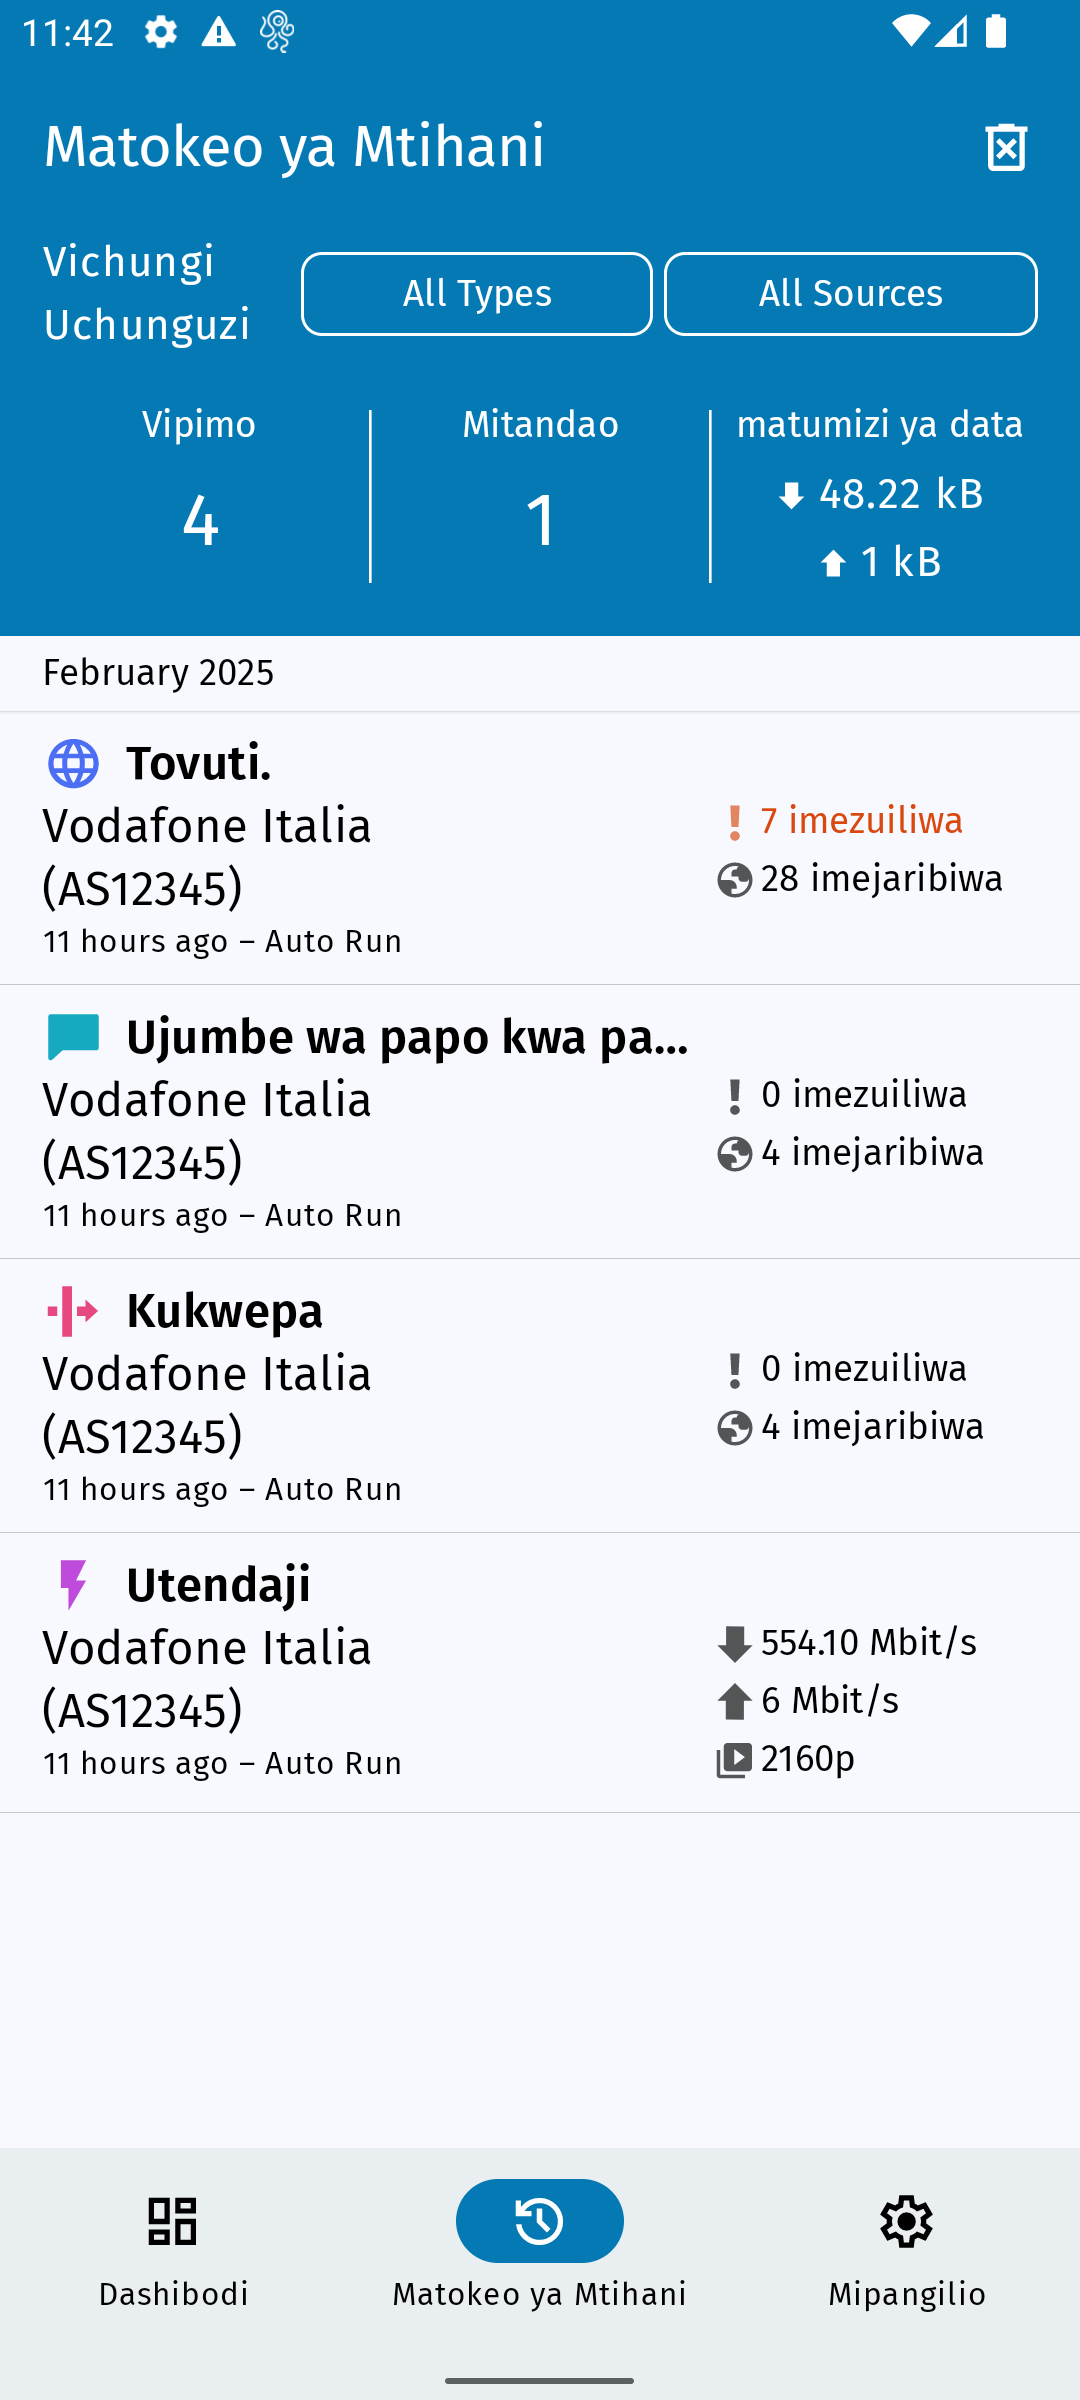 11:42
Matokeo ya Mtihani
Vichungi
Uchunguzi
All Types
All Sources
Vipimo
4
Mitandao
1
matumizi ya data
48.22 kB
1 kB
February 2025
Tovuti.
Vodafone Italia
(AS12345)
11 hours ago – Auto Run
7 imezuiliwa
28 imejaribiwa
Ujumbe wa papo kwa pa...
Vodafone Italia
(AS12345)
11 hours ago – Auto Run
0 imezuiliwa
4 imejaribiwa
Kukwepa
Vodafone Italia
(AS12345)
11 hours ago – Auto Run
0 imezuiliwa
4 imejaribiwa
Utendaji
Vodafone Italia
(AS12345)
11 hours ago – Auto Run
554.10 Mbit/s
6 Mbit/s
2160p
Dashibodi
Matokeo ya Mtihani
Mipangilio